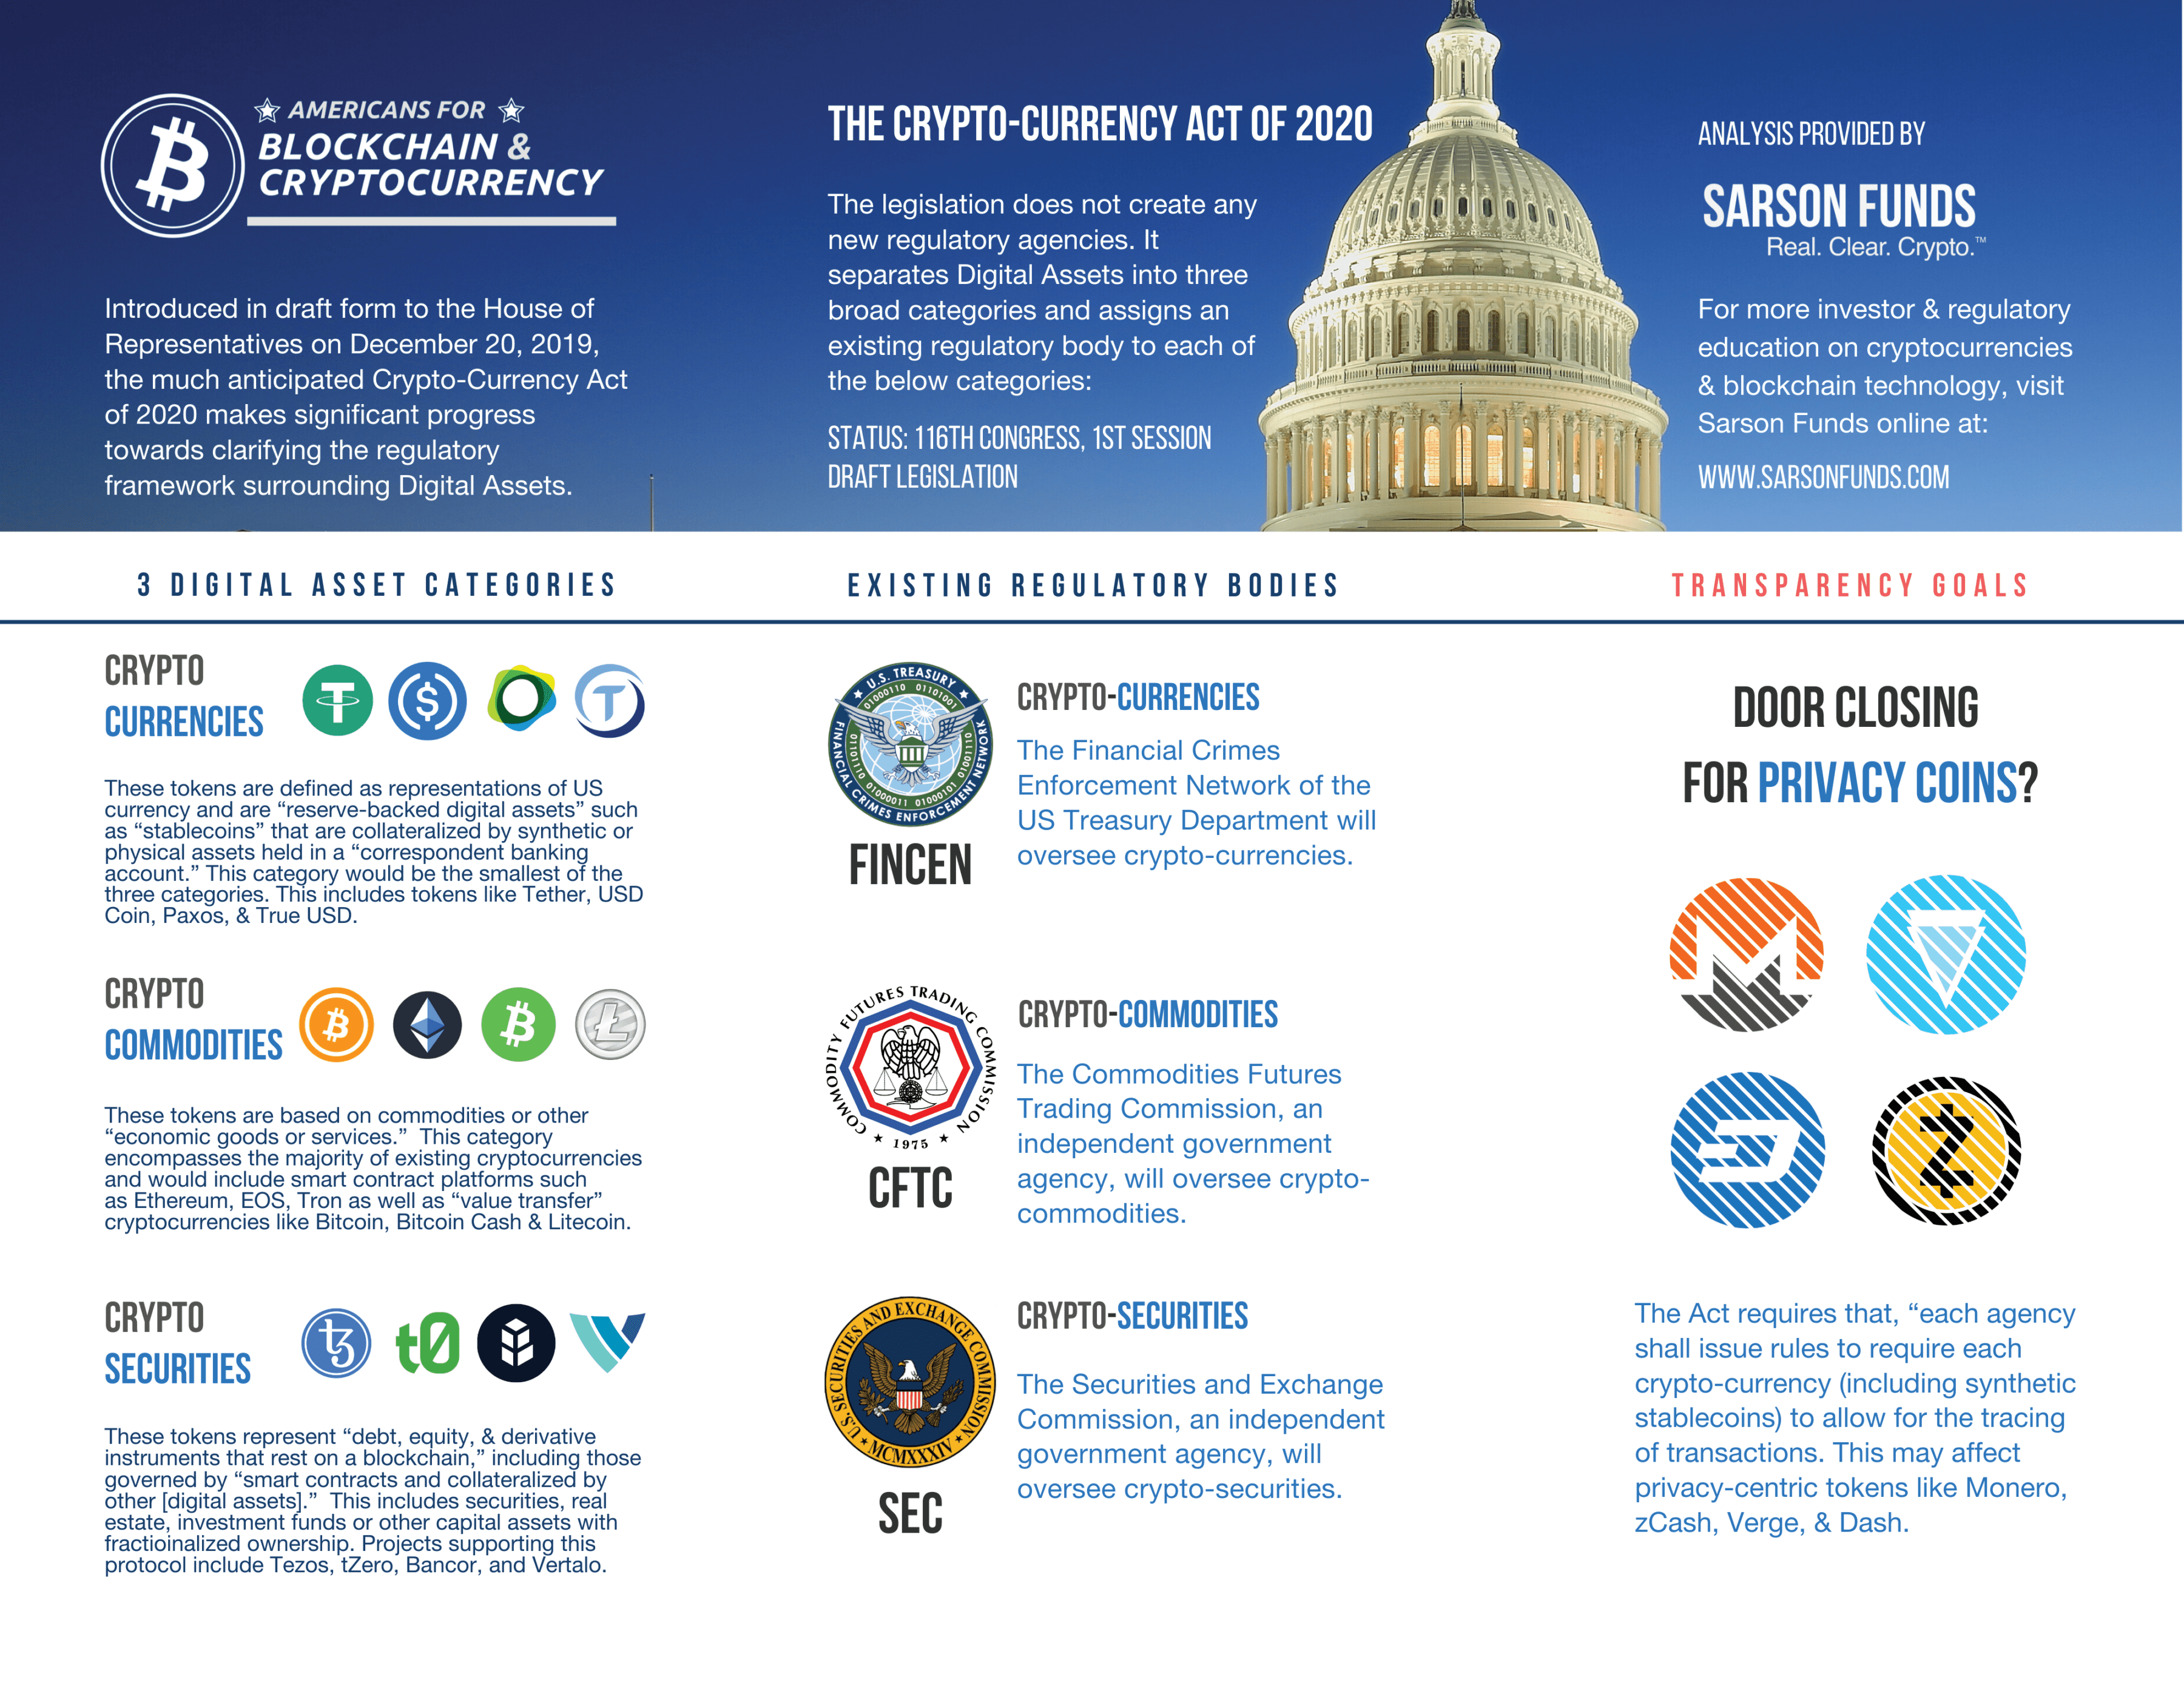 AMERICANS FOR
BLOCKCHAIN &
CRYPTOCURRENCY
Introduced in draft form to the House of
Representatives on December 20, 2019,
the much anticipated Crypto-Currency Act
of 2020 makes significant progress
towards clarifying the regulatory
framework surrounding Digital Assets.
THE CRYPTO-CURRENCY ACT OF 2020
The legislation does not create any
new regulatory agencies. It
separates Digital Assets into three
broad categories and assigns an
existing regulatory body to each of
the below categories:
STATUS: 116TH CONGRESS, 1ST SESSION
DRAFT LEGISLATION
ANALYSIS PROVIDED BY
SARSON FUNDS
Real. Clear. Crypto.™
For more investor & regulatory
education on cryptocurrencies
& blockchain technology, visit
Sarson Funds online at:
WWW.SARSONFUNDS.COM
3 DIGITAL ASSET CATEGORIES
CRYPTO
CURRENCIES
These tokens are defined as representations of US
currency and are “reserve-backed digital assets” such
as “stablecoins” that are collateralized by synthetic or
physical assets held in a “correspondent banking
account.” This category would be the smallest of the
three categories. This includes tokens like Tether, USD
Coin, Paxos, & True USD.
CRYPTO
COMMODITIES
These tokens are based on commodities or other
“economic goods or services.”  This category
encompasses the majority of existing cryptocurrencies
and would include smart contract platforms such
as Ethereum, EOS, Tron as well as “value transfer”
cryptocurrencies like Bitcoin, Bitcoin Cash & Litecoin.
CRYPTO
SECURITIES
t0
These tokens represent “debt, equity, & derivative
instruments that rest on a blockchain,” including those
governed by “smart contracts and collateralized by
other [digital assets].”  This includes securities, real
estate, investment funds or other capital assets with
fractioinalized ownership. Projects supporting this
protocol include Tezos, tZero, Bancor, and Vertalo.
EXISTING REGULATORY BODIES
U.S. TREASURY
FINANCIAL CRIMES ENFORCEMENT NETWORK
01000110 01101001
0110110 01000011 01000101 01001110
FINCEN
CRYPTO-CURRENCIES
The Financial Crimes
Enforcement Network of the
US Treasury Department will
oversee crypto-currencies.
COMMODITY FUTURES TRADING COMMISSION
1975
CFTC
CRYPTO-COMMODITIES
The Commodities Futures
Trading Commission, an
independent government
agency, will oversee crypto-
commodities.
U.S. SECURITIES AND EXCHANGE COMMISSION
MCMXXXIV
SEC
CRYPTO-SECURITIES
The Securities and Exchange
Commission, an independent
government agency, will
oversee crypto-securities.
TRANSPARENCY GOALS
DOOR CLOSING
FOR PRIVACY COINS?
The Act requires that, “each agency
shall issue rules to require each
crypto-currency (including synthetic
stablecoins) to allow for the tracing
of transactions. This may affect
privacy-centric tokens like Monero,
zCash, Verge, & Dash.